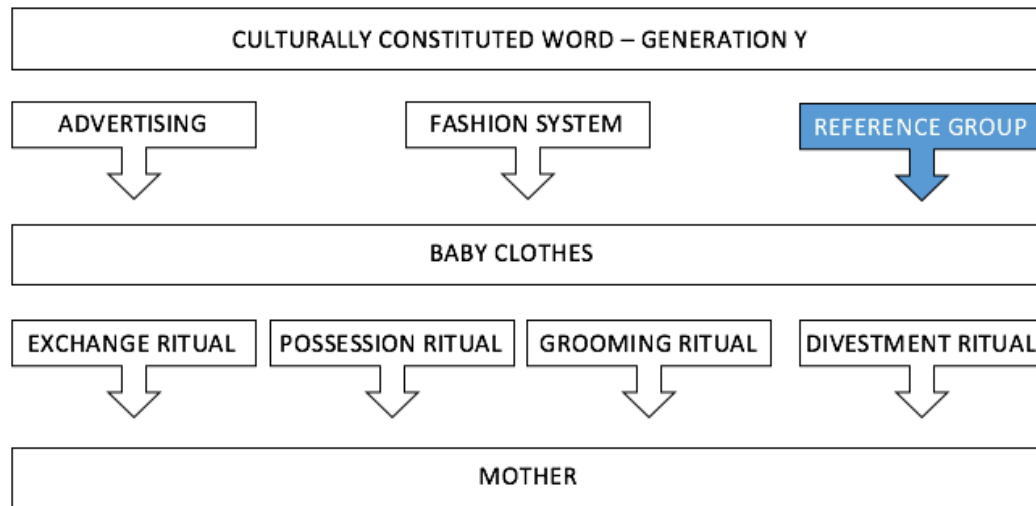 CULTURALLY CONSTITUTED WORD – GENERATION Y
ADVERTISING
FASHION SYSTEM
REFERENCE GROUP
BABY CLOTHES
EXCHANGE RITUAL
POSSESSION RITUAL
GROOMING RITUAL
DIVESTMENT RITUAL
MOTHER